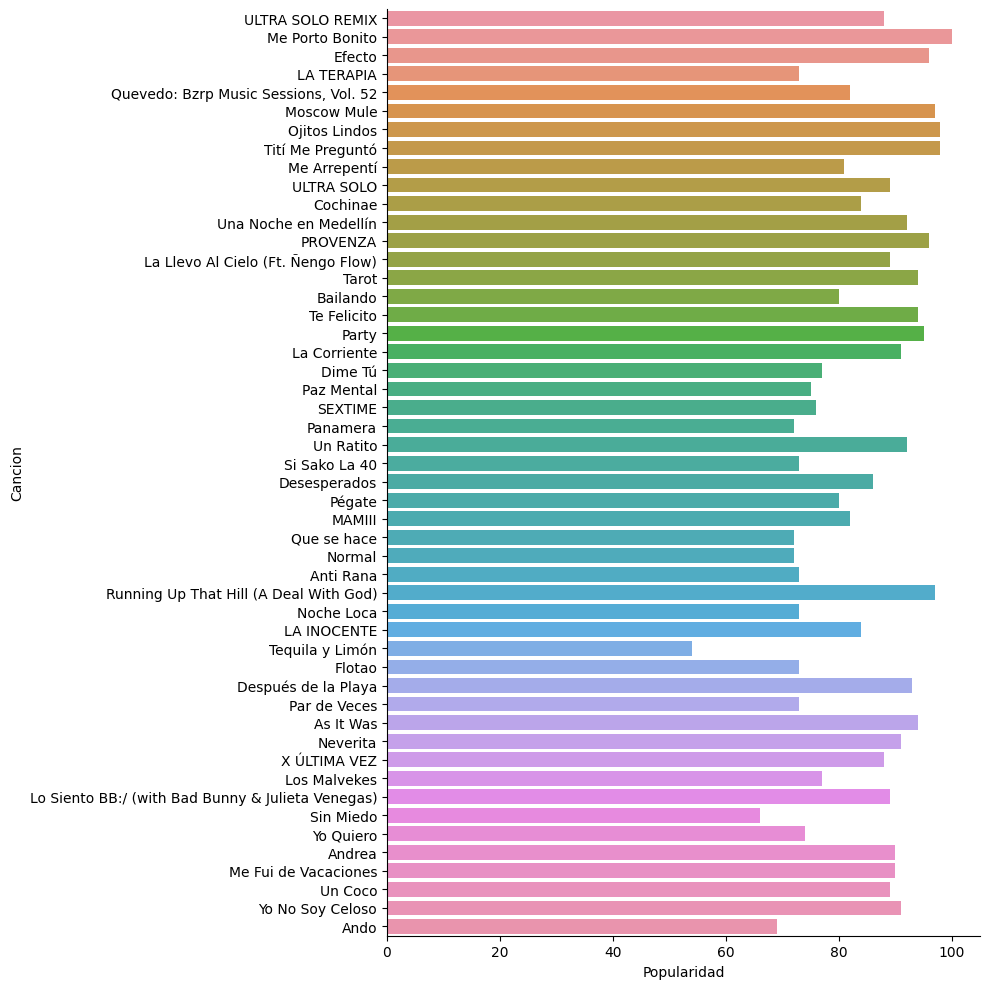 ULTRA SOLO REMIX
Me Porto Bonito
Efecto
LA TERAPIA
Quevedo: Bzrp Music Sessions, Vol. 52
Moscow Mule
Ojitos Lindos
Tití Me Preguntó
Me Arrepentí
ULTRA SOLO
Cochinae
Una Noche en Medellín
PROVENZA
La Llevo Al Cielo (Ft. Ñengo Flow)
Tarot
Bailando
Te Felicito
Party
La Corriente
Dime Tú
Paz Mental
SEXTIME
Panamera
Un Ratito
Si Sako La 40
Desesperados
Pégate
MAMIII
Que se hace
Normal
Anti Rana
Running Up That Hill (A Deal With God)
Noche Loca
LA INOCENTE
Tequila y Limón
Flotao
Después de la Playa
Par de Veces
As It Was
Neverita
X ÚLTIMA VEZ
Los Malvekes
Lo Siento BB:/ (with Bad Bunny & Julieta Venegas)
Sin Miedo
Yo Quiero
Andrea
Me Fui de Vacaciones
Un Coco
Yo No Soy Celoso
Ando
Cancion
0 20 40 60 80 100
Popularidad